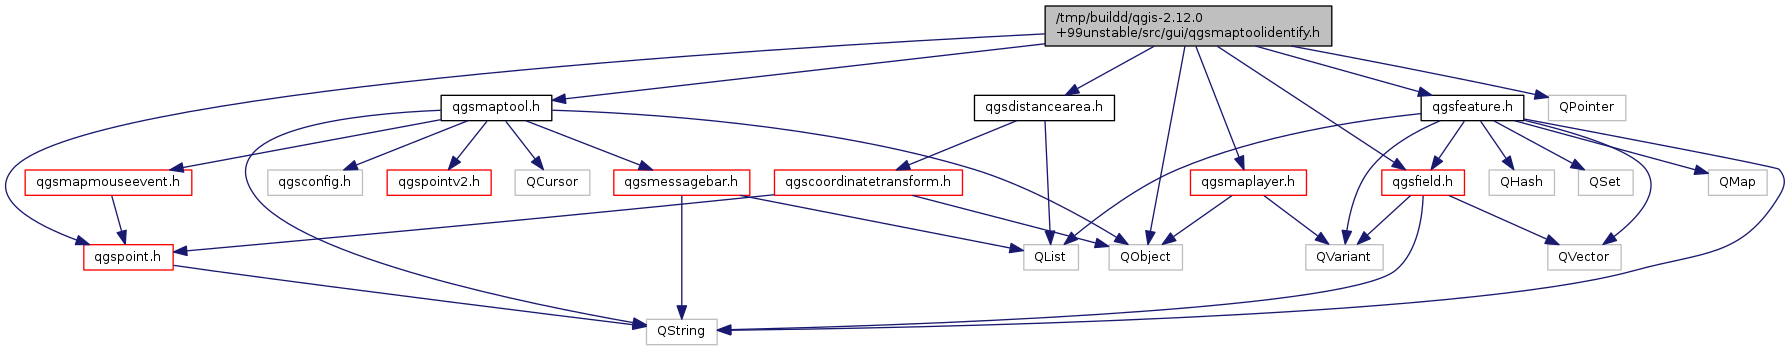 /tmp/buildd/qgis-2.12.0
+99unstable/src/gui/qgsmaptoolidentify.h
qgsmaptool.h
qgsdistancearea.h
qgsfeature.h
QPointer
qgsmapmouseevent.h
qgsconfig.h
qgspointv2.h
QCursor
qgsmessagebar.h
qgscoordinatetransform.h
qgsmaplayer.h
qgsfield.h
QHash
QSet
QMap
qgspoint.h
QList
QObject
QVariant
QVector
QString